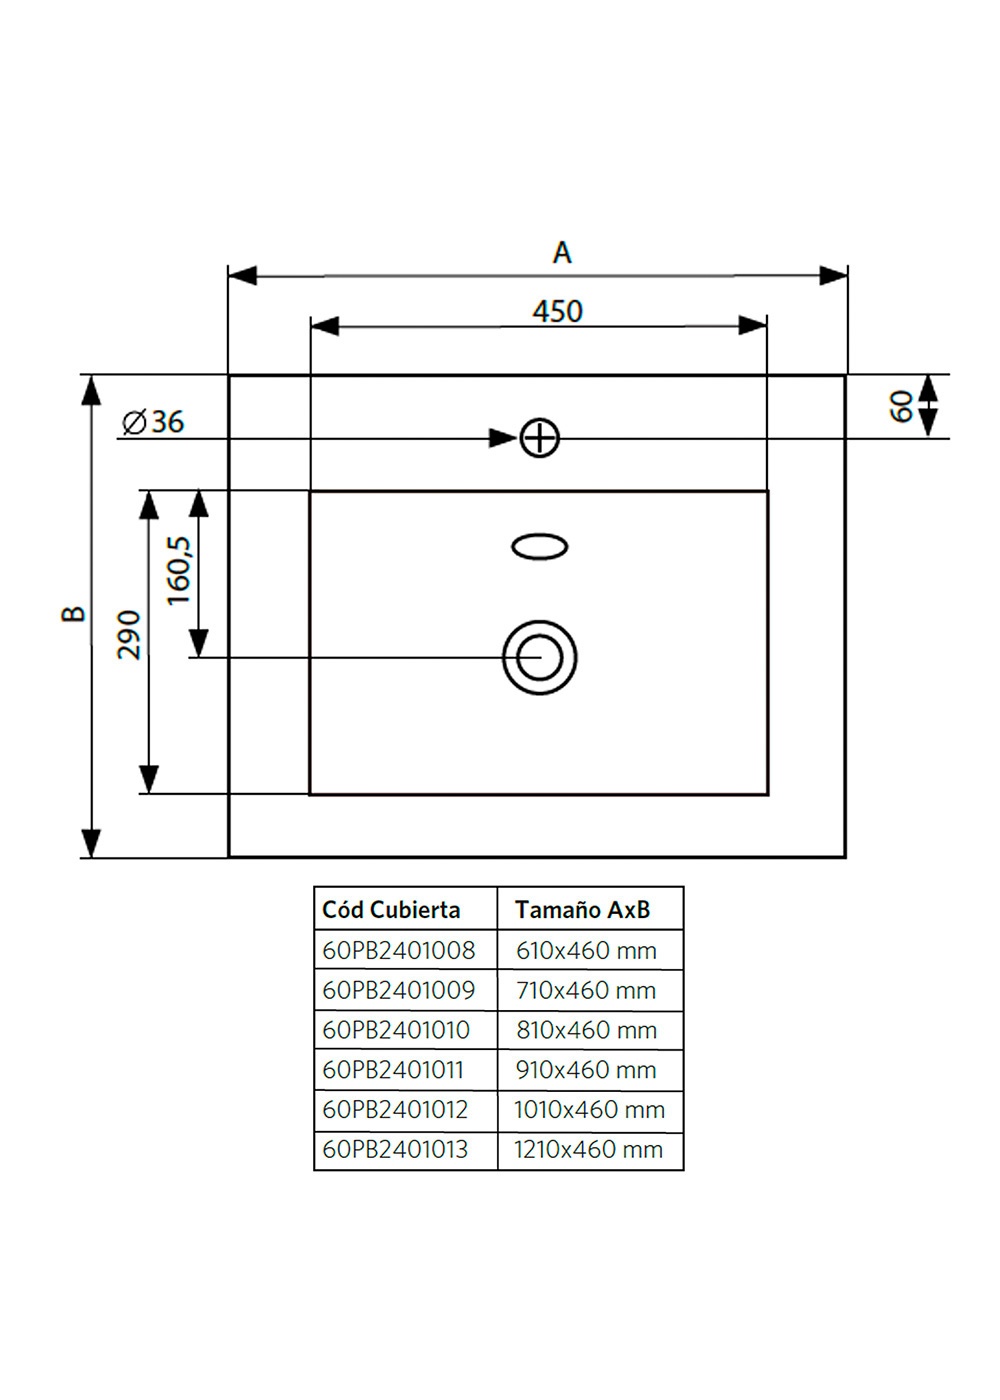 A
450
⌀36
60
160,5
290
B
Cód Cubierta Tamaño AxB
60PB2401008 610x460 mm
60PB2401009 710x460 mm
60PB2401010 810x460 mm
60PB2401011 910x460 mm
60PB2401012 1010x460 mm
60PB2401013 1210x460 mm